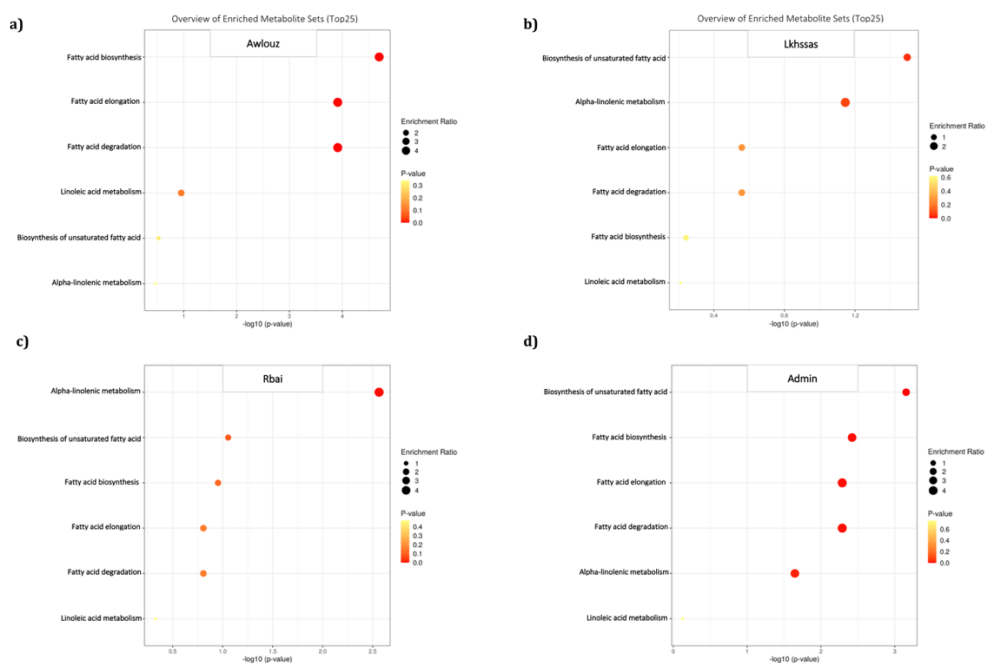 Overview of Enriched Metabolite Sets (Top25)
a)
Awlouz
Fatty acid biosynthesis
Fatty acid elongation
Fatty acid degradation
Linoleic acid metabolism
Biosynthesis of unsaturated fatty acid
Alpha-linolenic metabolism
1 2 3 4
-log10 (p-value)
Enrichment Ratio
2
3
4
P-value
0.3
0.2
0.1
0.0
Overview of Enriched Metabolite Sets (Top25)
b)
Lkhssas
Biosynthesis of unsaturated fatty acid
Alpha-linolenic metabolism
Fatty acid elongation
Fatty acid degradation
Fatty acid biosynthesis
Linoleic acid metabolism
0.4 0.8 1.2
-log10 (p-value)
Enrichment Ratio
1
2
P-value
0.6
0.4
0.2
0.0
c)
Rbai
Alpha-linolenic metabolism
Biosynthesis of unsaturated fatty acid
Fatty acid biosynthesis
Fatty acid elongation
Fatty acid degradation
Linoleic acid metabolism
0.5 1.0 1.5 2.0 2.5
-log10 (p-value)
Enrichment Ratio
1
2
3
4
P-value
0.4
0.3
0.2
0.1
0.0
d)
Admin
Biosynthesis of unsaturated fatty acid
Fatty acid biosynthesis
Fatty acid elongation
Fatty acid degradation
Alpha-linolenic metabolism
Linoleic acid metabolism
0 1 2 3
-log10 (p-value)
Enrichment Ratio
1
2
3
4
P-value
0.6
0.4
0.2
0.0